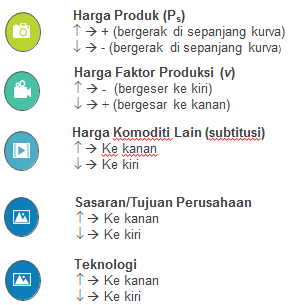 Harga Produk (Ps)
↑ → + (bergerak di sepanjang kurva)
↓ → - (bergerak di sepanjang kurva)
Harga Faktor Produksi (v)
↑ → - (bergeser ke kiri)
↓ → + (bergesar ke kanan)
Harga Komoditi Lain (subtitusi)
↑ → Ke kanan
↓ → Ke kiri
Sasaran/Tujuan Perusahaan
↑ → Ke kanan
↓ → Ke kiri
Teknologi
↑ → Ke kanan
↓ → Ke kiri